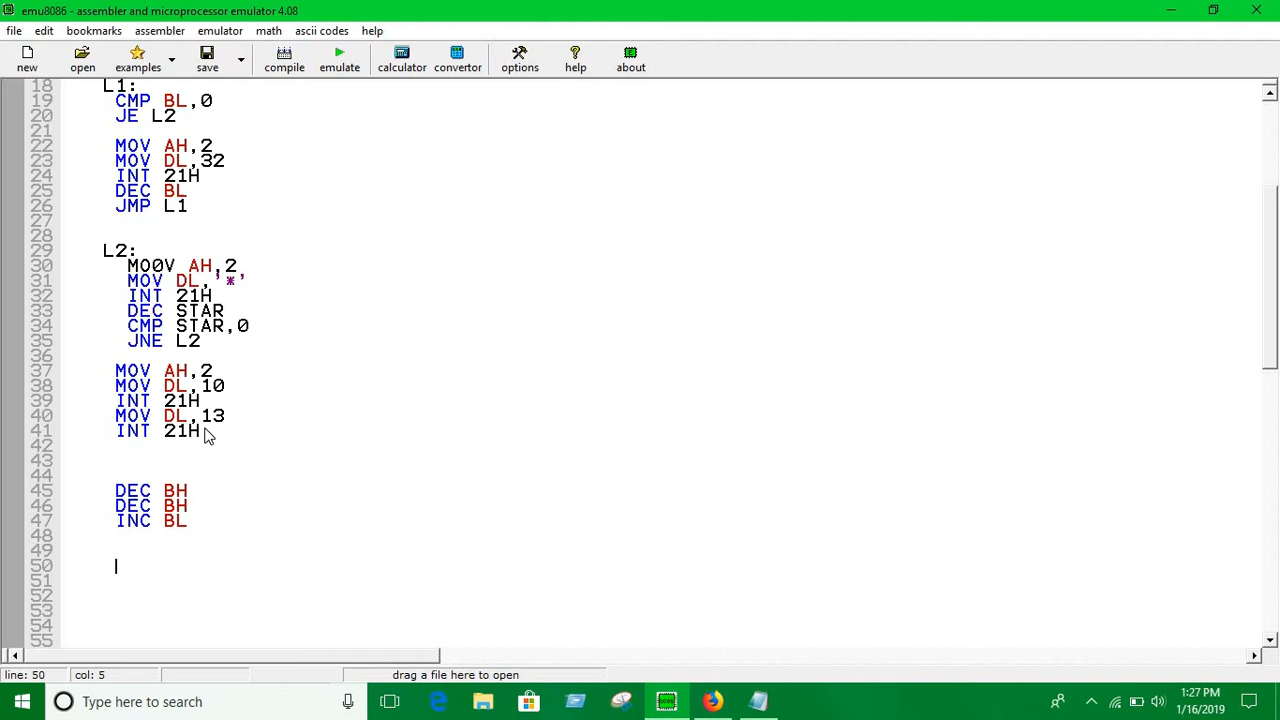 emu8086 - assembler and microprocessor emulator 4.08
file edit bookmarks assembler emulator math ascii codes help
new open examples save compile emulate calculator convertor options help about
18 L1:
19 CMP BL,0
20 JE L2
21
22 MOV AH,2
23 MOV DL,32
24 INT 21H
25 DEC BL
26 JMP L1
27
28
29 L2:
30 MOOV AH,2
31 MOV DL,'*'
32 INT 21H
33 DEC STAR
34 CMP STAR,0
35 JNE L2
36
37 MOV AH,2
38 MOV DL,10
39 INT 21H
40 MOV DL,13
41 INT 21H
42
43
44
45 DEC BH
46 DEC BH
47 INC BL
48
49
50
51
52
53
54
55
line: 50 col: 5 drag a file here to open
Type here to search
1:27 PM
1/16/2019